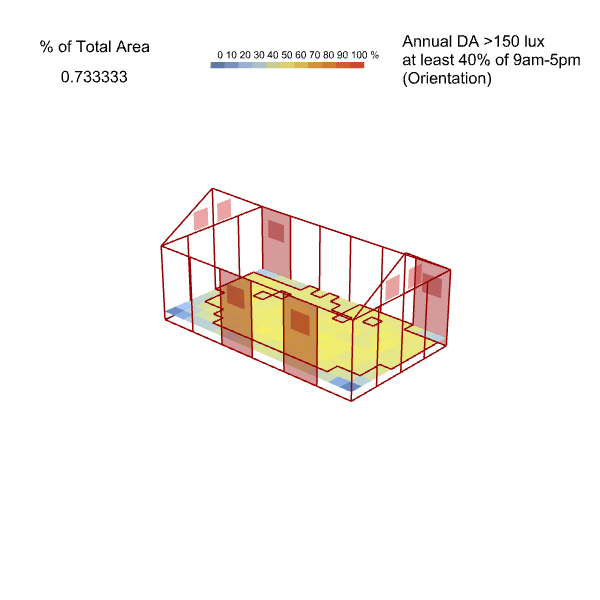 % of Total Area
0.733333
0 10 20 30 40 50 60 70 80 90 100 %
Annual DA >150 lux
at least 40% of 9am-5pm
(Orientation)